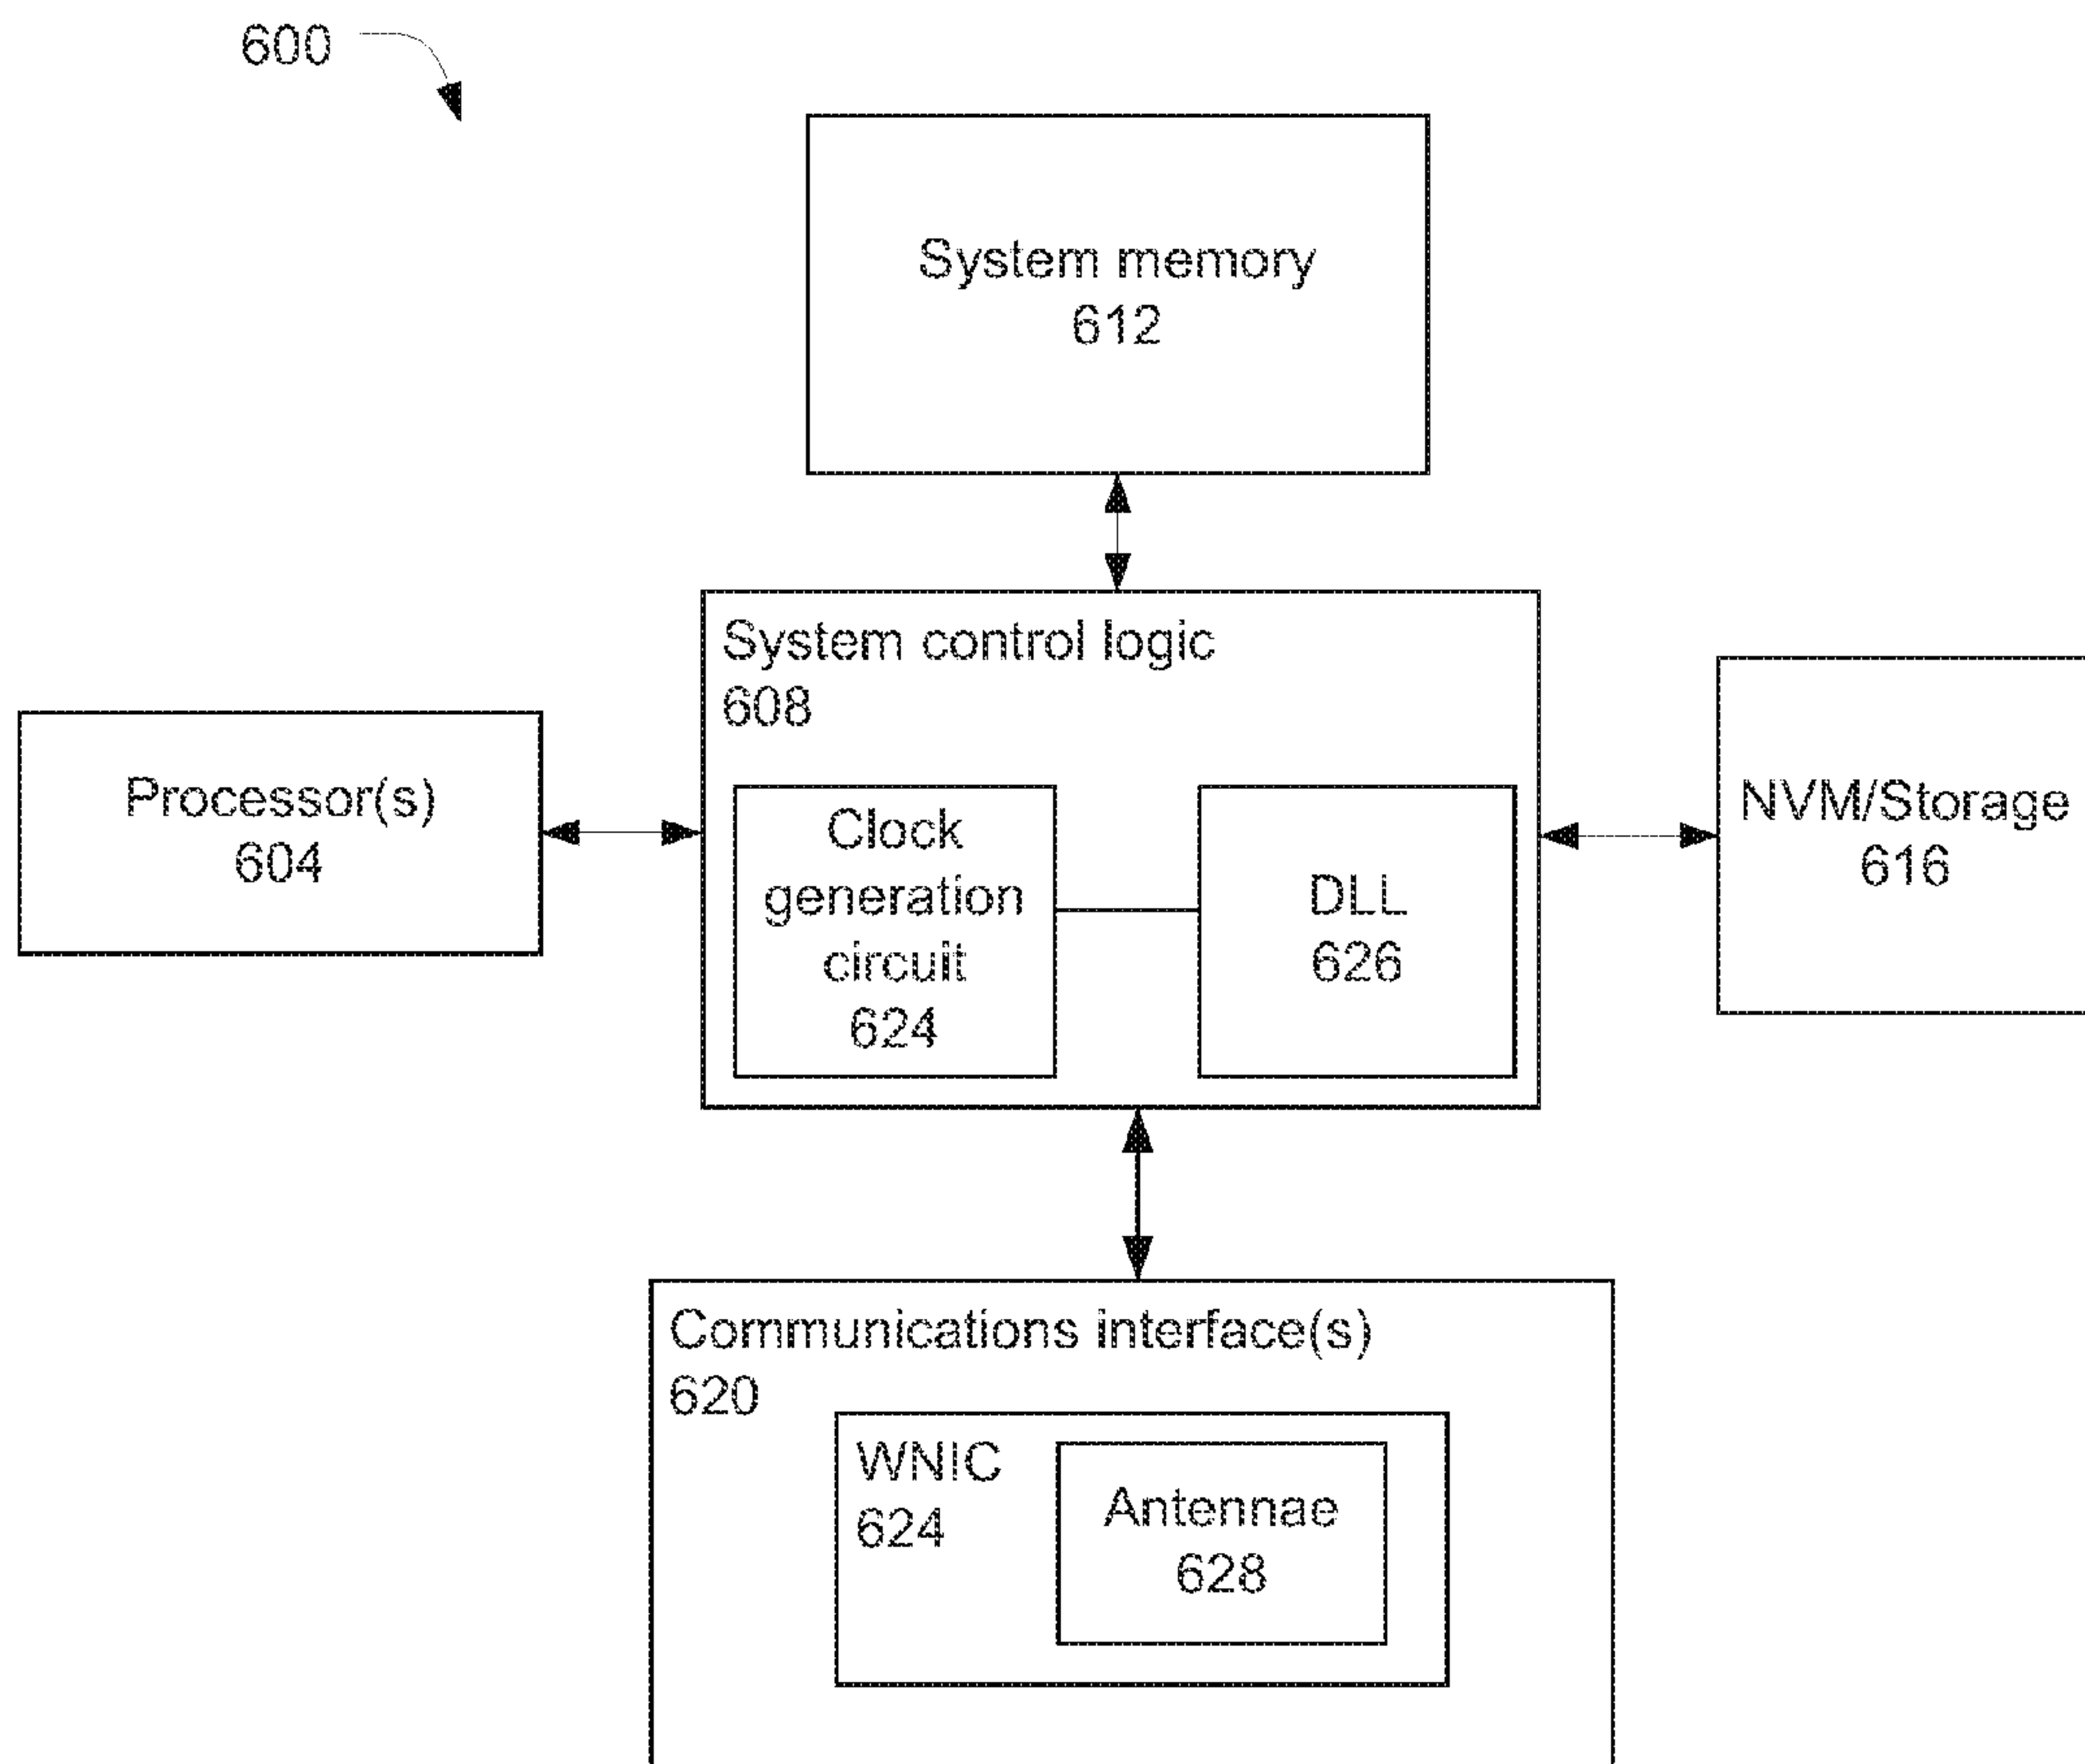 600
System memory
612
System control logic
608
Processor(s)
604
Clock
generation
circuit
624
DLL
626
NVM/Storage
616
Communications interface(s)
620
WNIC
624
Antennae
628